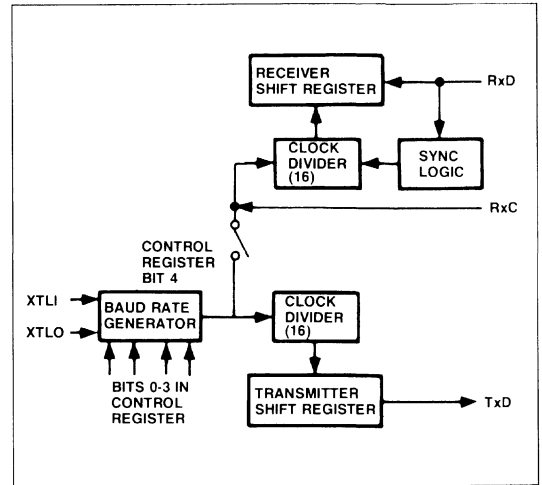 RECEIVER
SHIFT REGISTER
RxD
CLOCK
DIVIDER
(16)
SYNC
LOGIC
RxC
CONTROL
REGISTER
BIT 4
XTLI
XTLO
BAUD RATE
GENERATOR
CLOCK
DIVIDER
(16)
BITS 0-3 IN
CONTROL
REGISTER
TRANSMITTER
SHIFT REGISTER
TxD